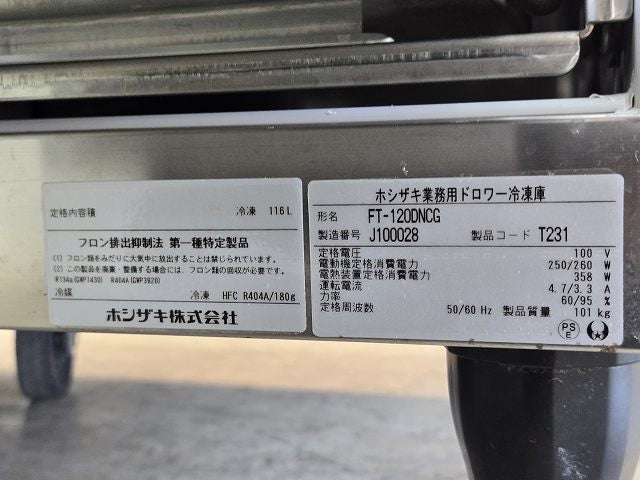 定格内容積 冷凍 116L
フロン排出抑制法 第一種特定製品
(1) フロン類をみだりに大気中に放出することは禁じられています。
(2) この製品を廃棄・整備する場合には、フロン類の回収が必要です。
R134a(GWP1430) R404A(GWP3920)
冷媒 冷凍 HFC R404A/180g
ホシザキ株式会社
ホシザキ業務用ドロワー冷凍庫
形名 FT-120DNCG
製造番号 J100028 製品コード T231
定格電圧 100 V
電動機定格消費電力 250/260 W
電熱装置定格消費電力 358 W
運転電流 4.7/3.3 A
力率 60/95 %
定格周波数 50/60 Hz 製品質量 101 kg
PS
E